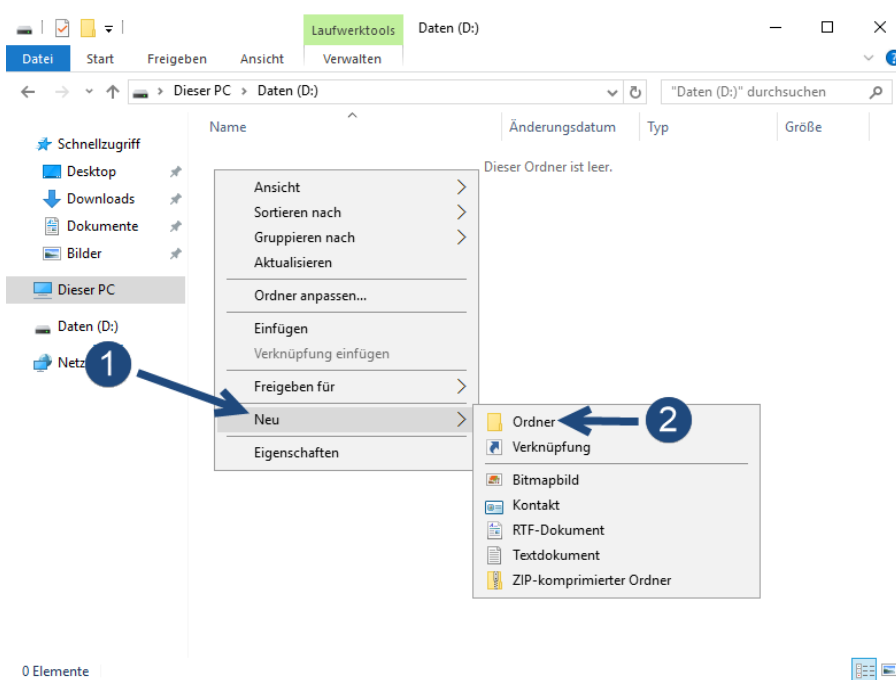 Laufwerktools Daten (D:)
Datei Start Freigeben Ansicht Verwalten
Dieser PC Daten (D:) "Daten (D:)" durchsuchen
Name Änderungsdatum Typ Größe
Dieser Ordner ist leer.
Schnellzugriff
Desktop
Downloads
Dokumente
Bilder
Dieser PC
Daten (D:)
Netz
1
Ansicht
Sortieren nach
Gruppieren nach
Aktualisieren
Ordner anpassen...
Einfügen
Verknüpfung einfügen
Freigeben für
Neu
Eigenschaften
Ordner 2
Verknüpfung
Bitmapbild
Kontakt
RTF-Dokument
Textdokument
ZIP-komprimierter Ordner
0 Elemente